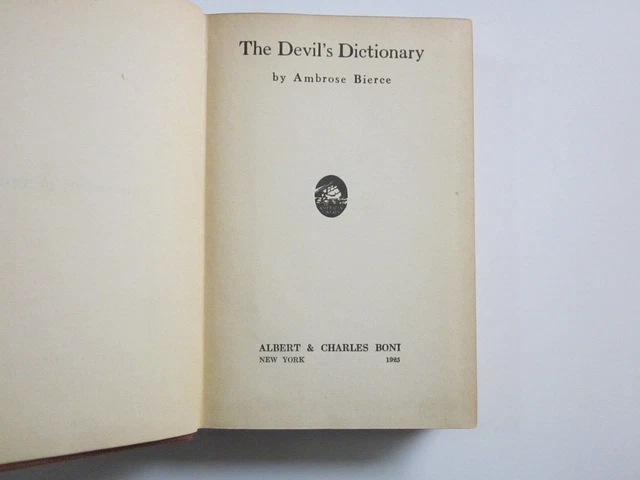 The Devil's Dictionary
by Ambrose Bierce
ALBERT & CHARLES BONI
NEW YORK 1925